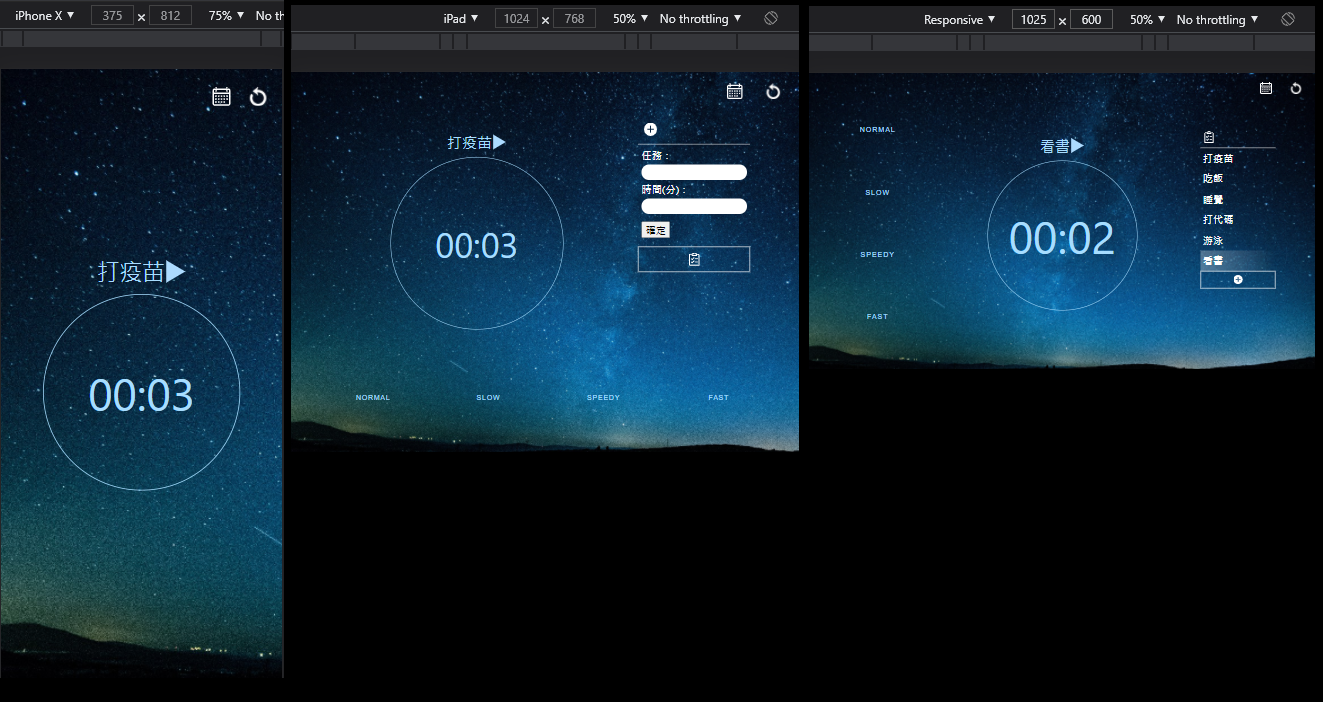 iPhone X ▼ 375 × 812 75% ▼ No th
打疫苗▶
00:03
iPad ▼ 1024 × 768 50% ▼ No throttling ▼
打疫苗▶
00:03
任務 :
時間(分) :
確定
NORMAL SLOW SPEEDY FAST
Responsive ▼ 1025 × 600 50% ▼ No throttling ▼
NORMAL
SLOW
SPEEDY
FAST
看書▶
00:02
打疫苗
吃飯
睡覺
打代碼
游泳
看書